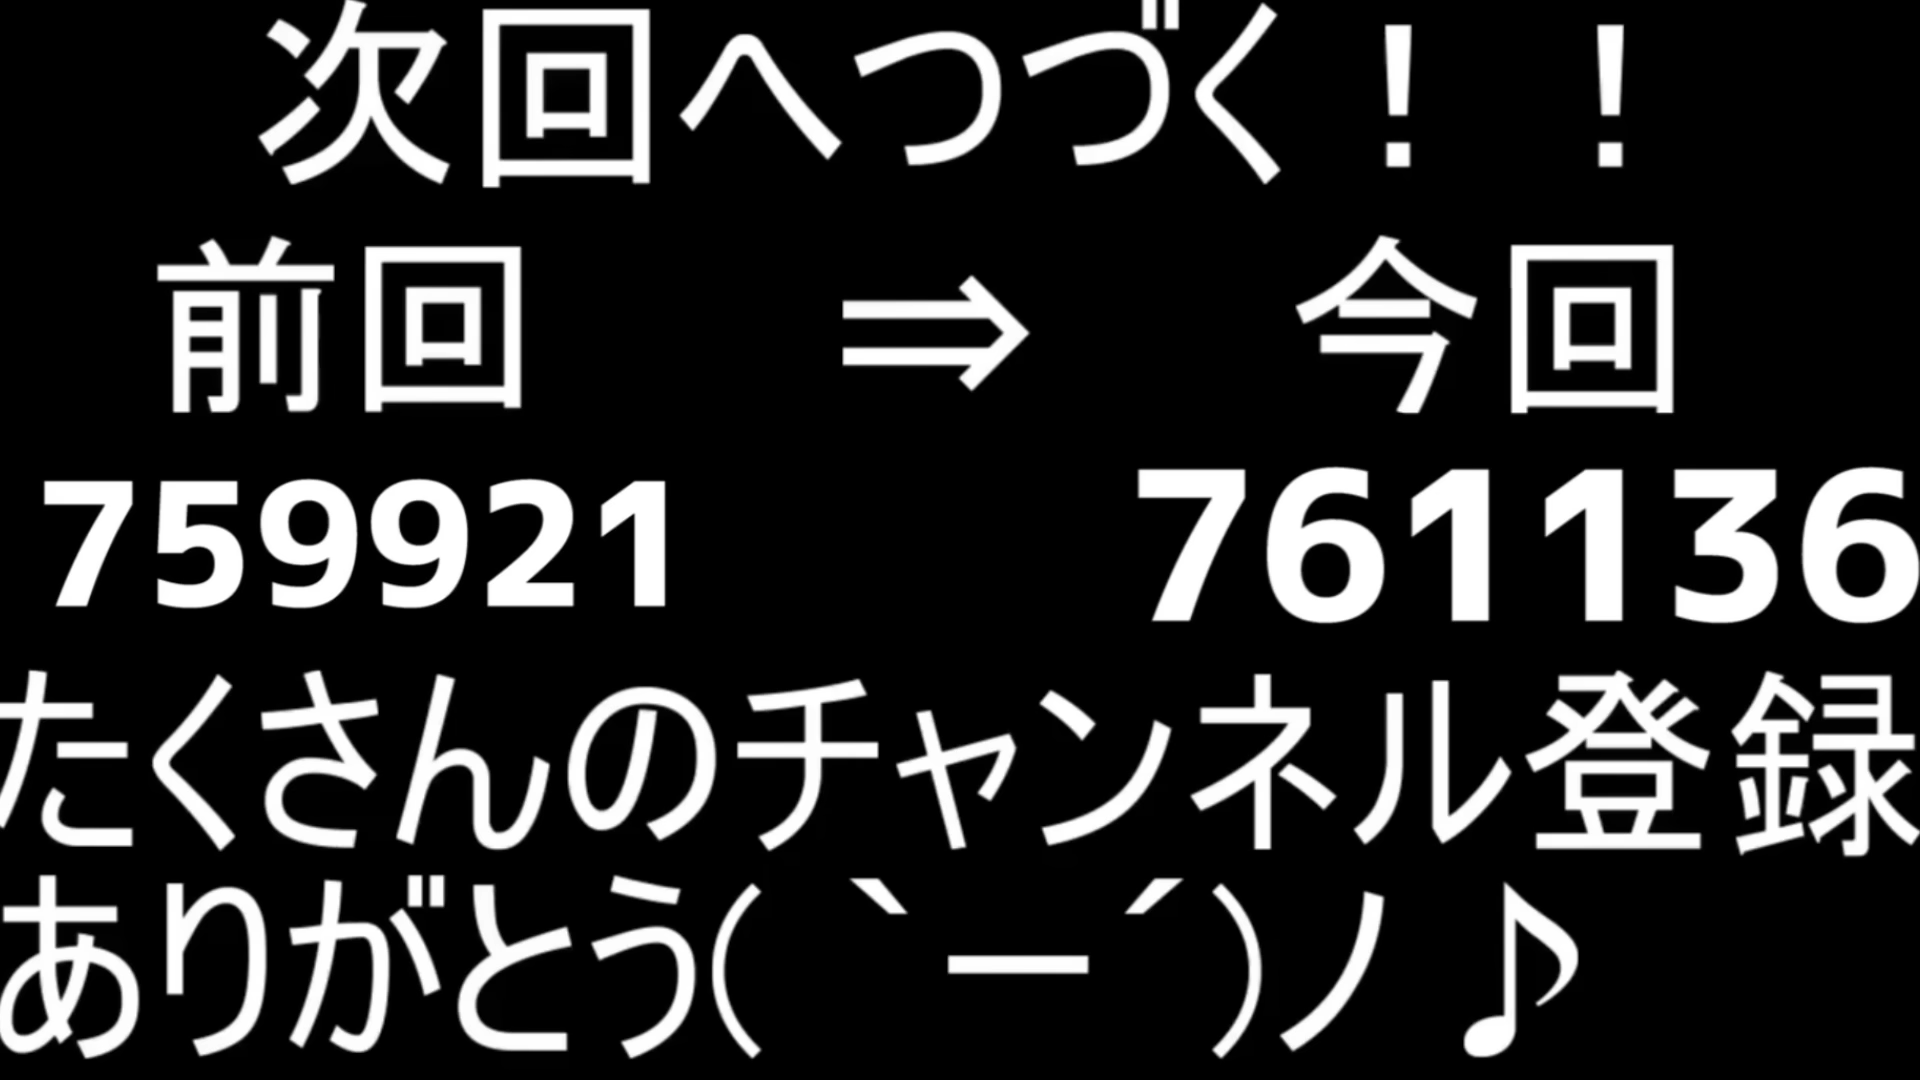 次回へつづく！！
前回 ⇒ 今回
759921 761136
たくさんのチャンネル登録
ありがとう(｀ー´)ノ♪